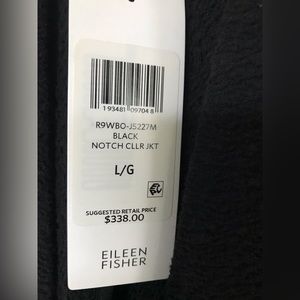 1 93481 09704 8
R9WBO-J5227M
BLACK
NOTCH CLLR JKT
L/G
SUGGESTED RETAIL PRICE
$338.00
EILEEN
FISHER